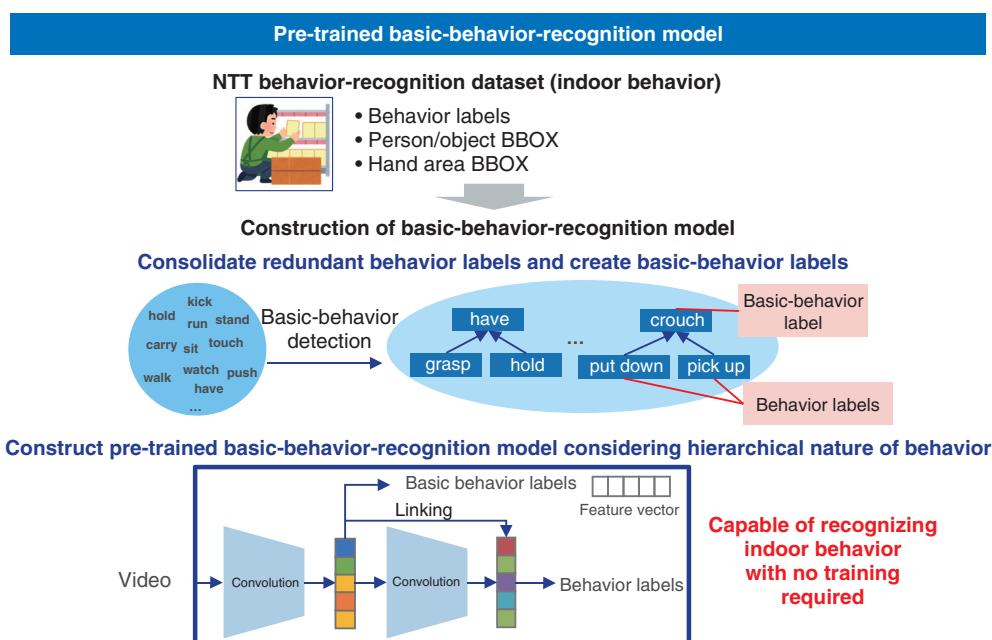 Pre-trained basic-behavior-recognition model
NTT behavior-recognition dataset (indoor behavior)
• Behavior labels
• Person/object BBOX
• Hand area BBOX
Construction of basic-behavior-recognition model
Consolidate redundant behavior labels and create basic-behavior labels
kick
hold
run
stand
carry
sit
touch
walk
watch
push
have
...
Basic-behavior
detection
have
grasp
hold
...
crouch
put down
pick up
Basic-behavior
label
Behavior labels
Construct pre-trained basic-behavior-recognition model considering hierarchical nature of behavior
Basic behavior labels
Feature vector
Linking
Video
Convolution
Convolution
Behavior labels
Capable of recognizing
indoor behavior
with no training
required